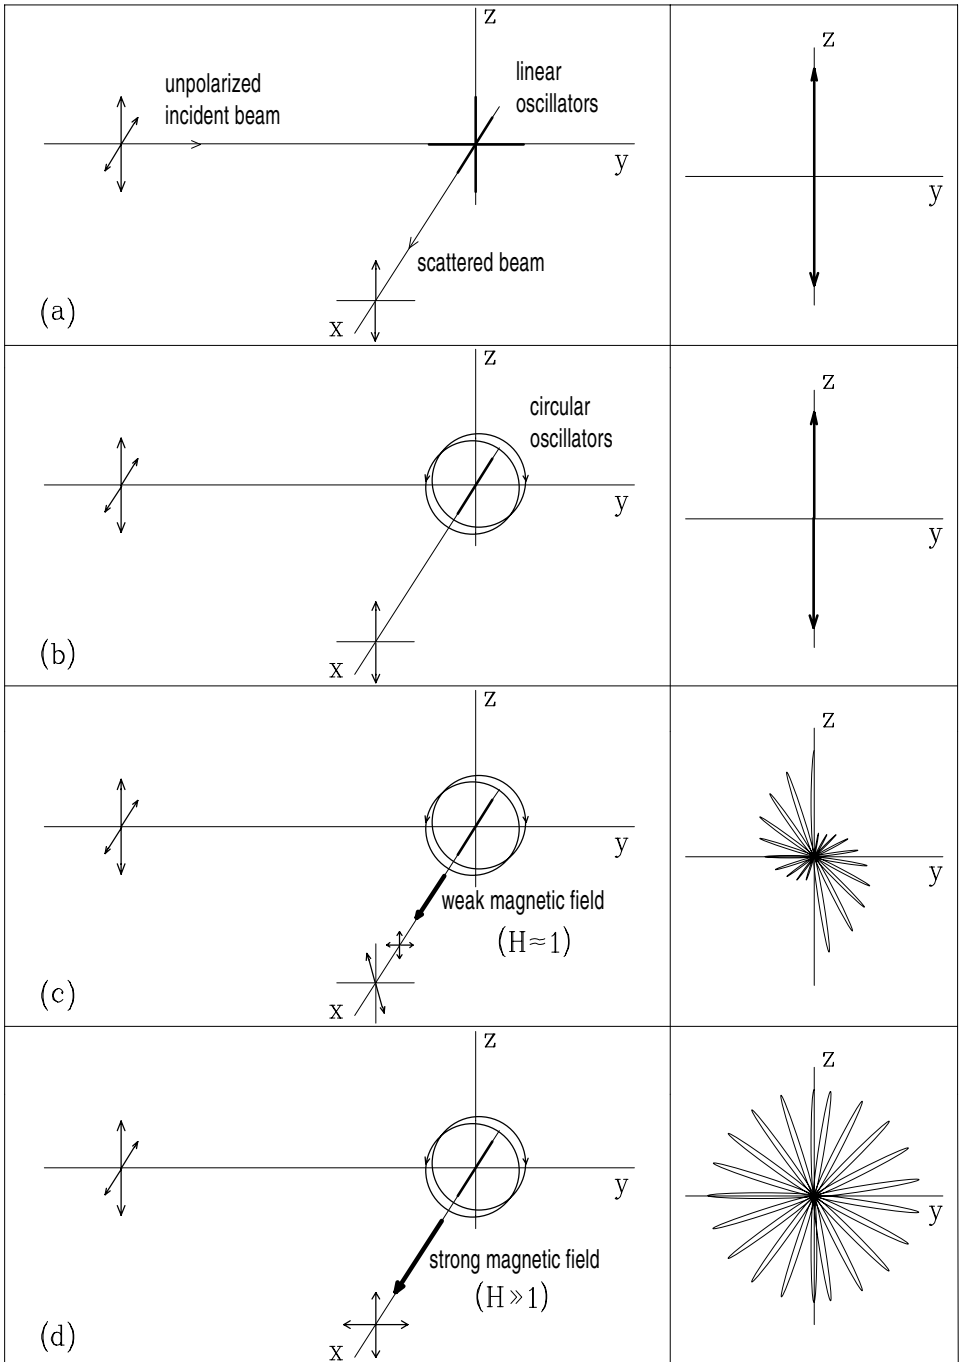 z
unpolarized
incident beam
linear
oscillators
y
scattered beam
x
(a)
z
y
z
circular
oscillators
y
x
(b)
z
y
z
y
weak magnetic field
(H≈1)
x
(c)
z
y
z
y
strong magnetic field
(H≫1)
x
(d)
z
y